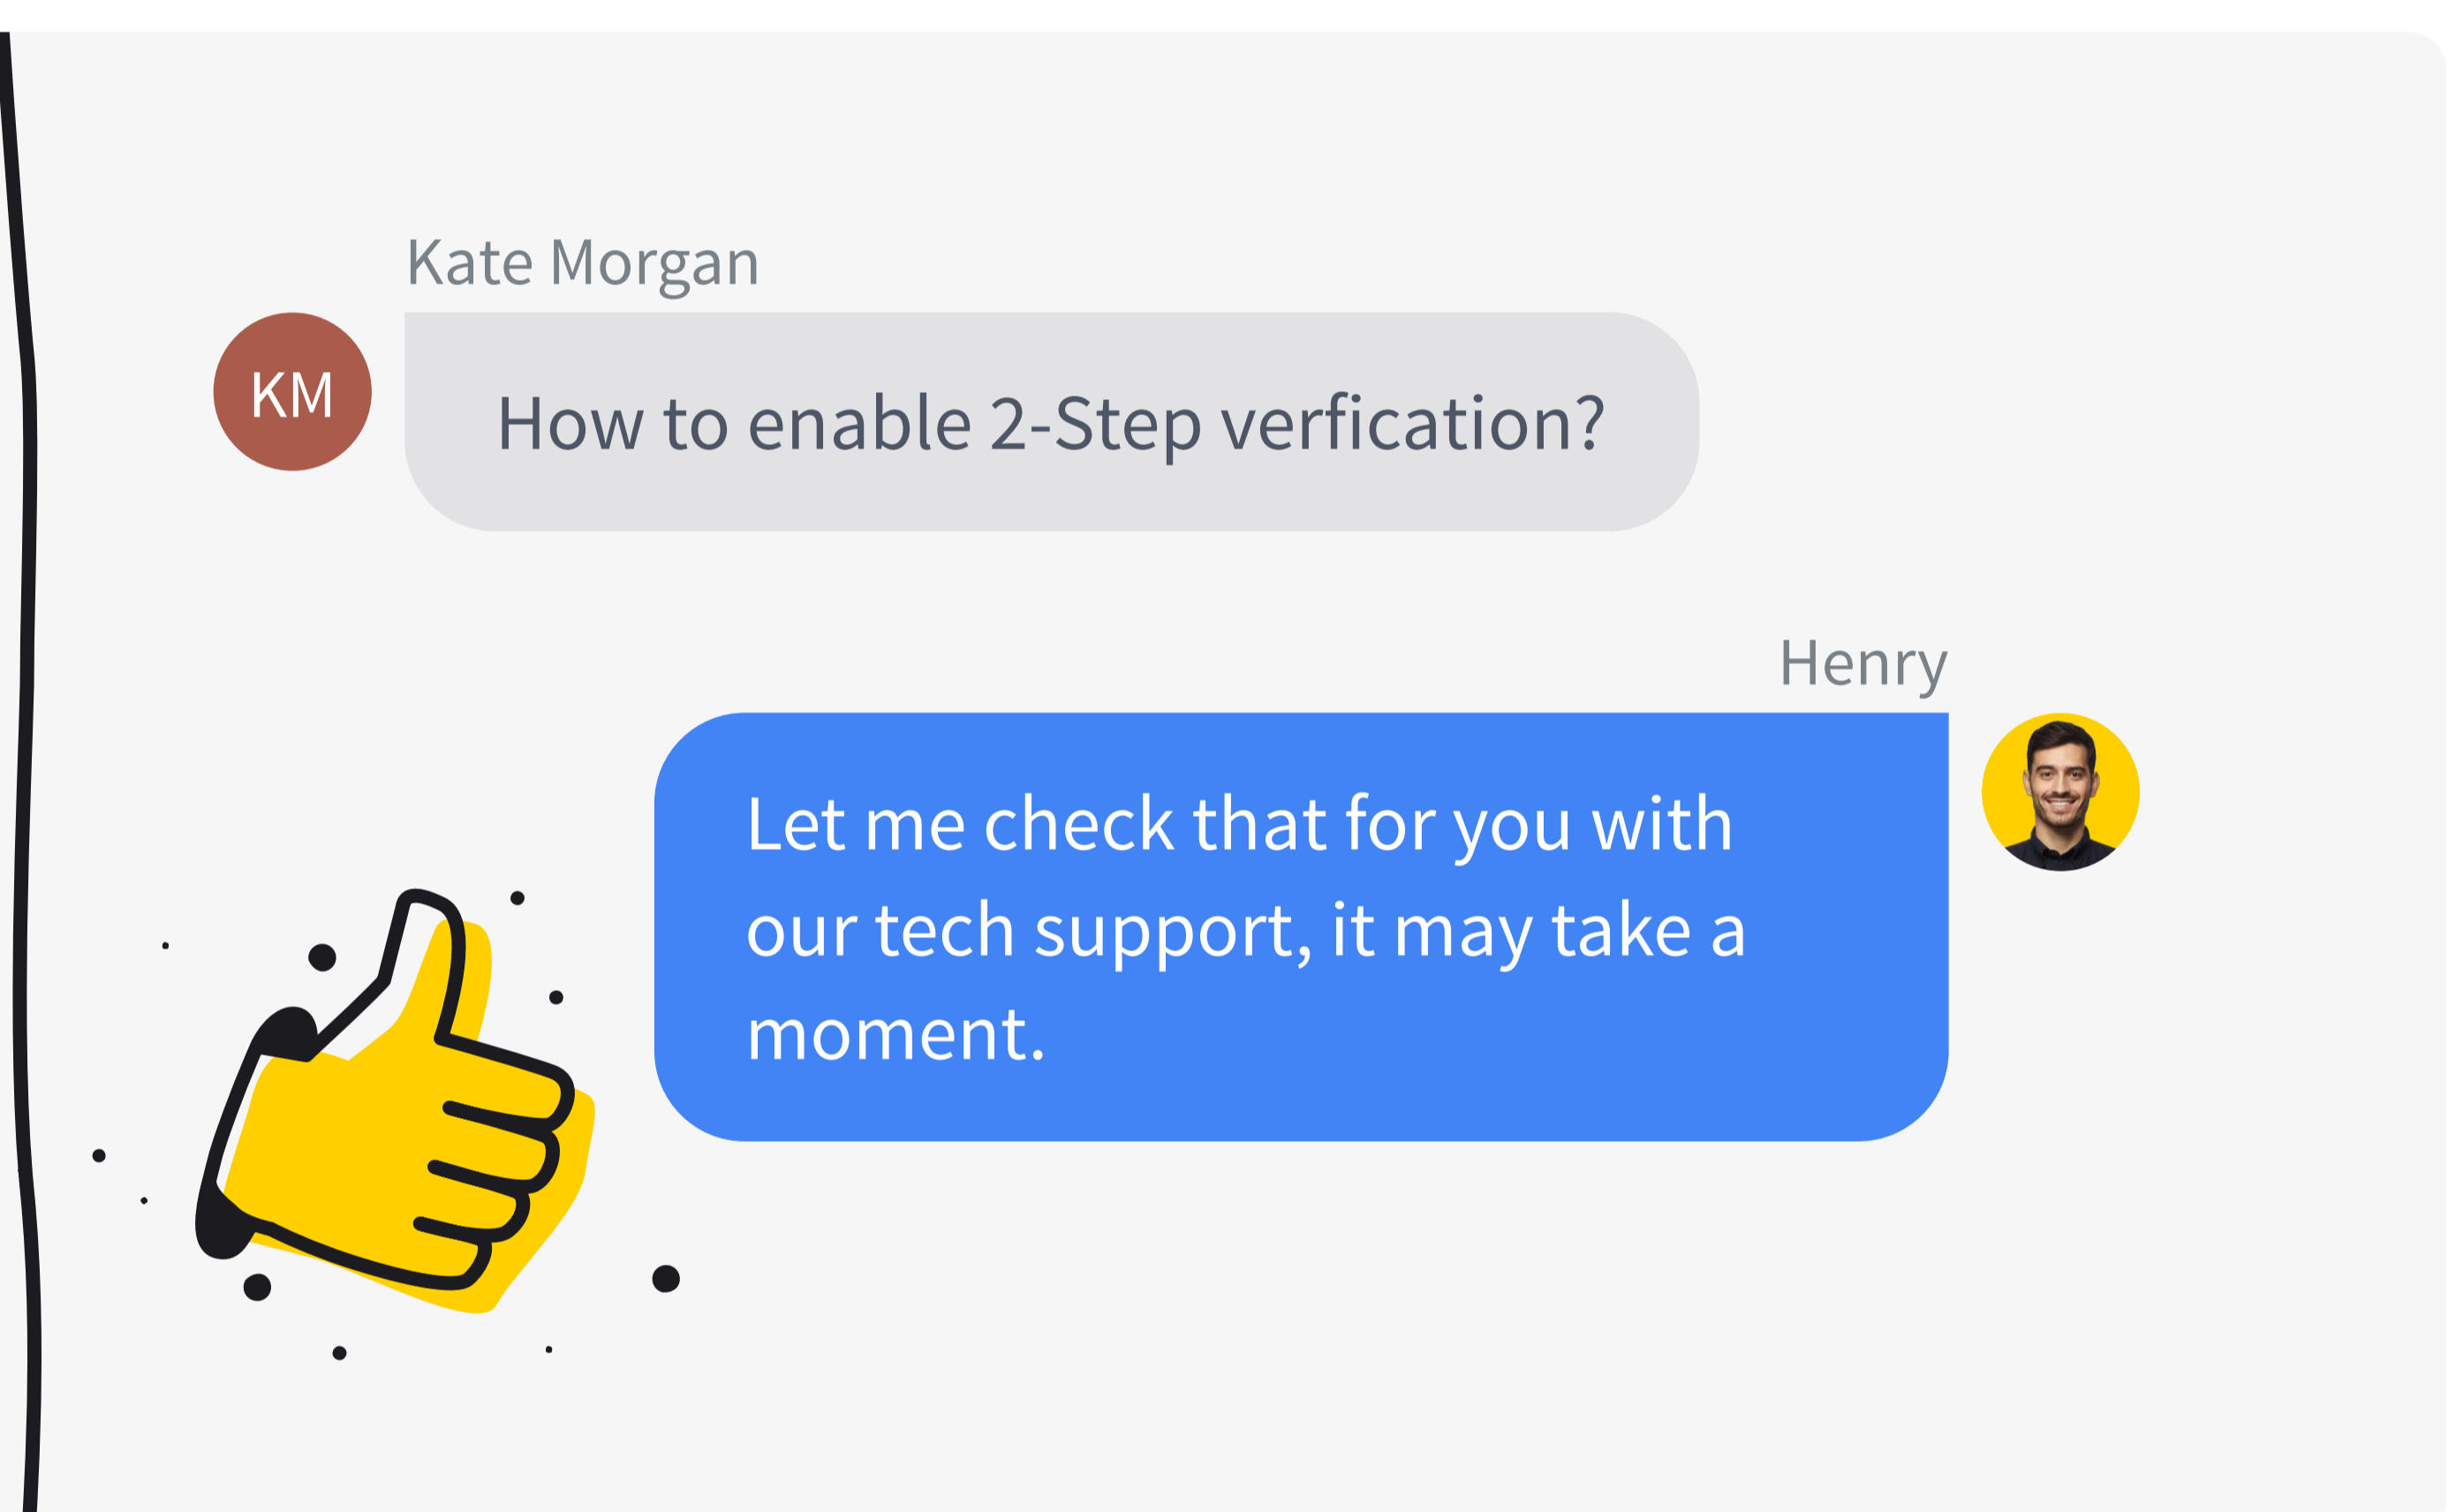 Kate Morgan
KM
How to enable 2-Step verfication?
Henry
Let me check that for you with
our tech support, it may take a
moment.